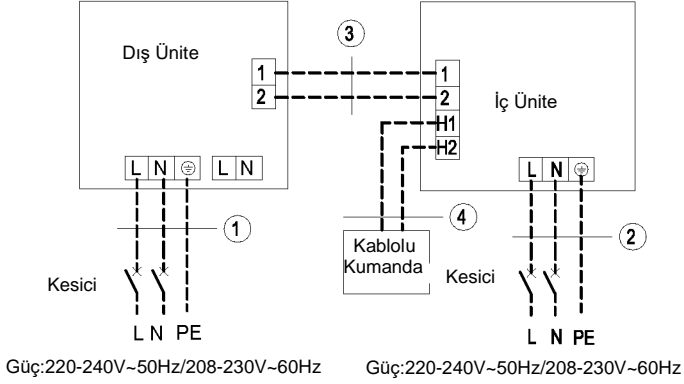 Dış Ünite
1
2
L N
L N
3
1
2
H1
H2
İç Ünite
L N
1
4
2
Kablolu
Kumanda
Kesici
Kesici
L N PE
L N PE
Güç:220-240V~50Hz/208-230V~60Hz
Güç:220-240V~50Hz/208-230V~60Hz